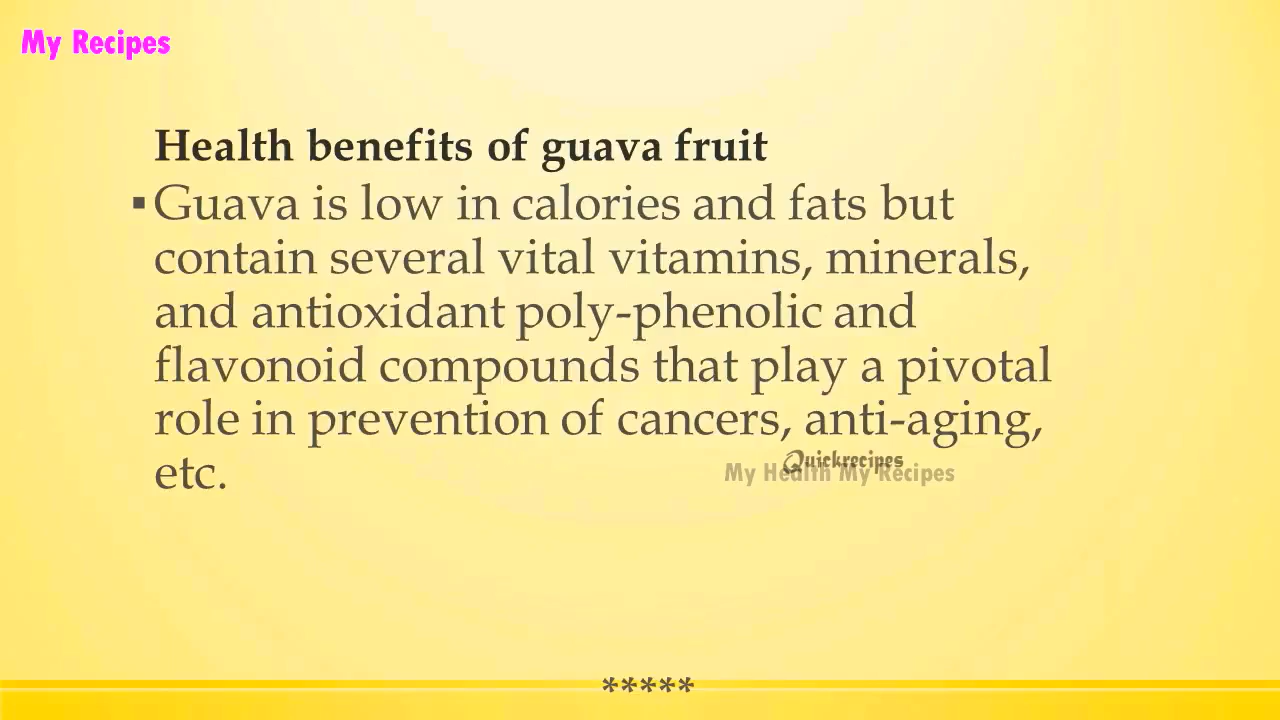 My Recipes
Health benefits of guava fruit
▪Guava is low in calories and fats but
contain several vital vitamins, minerals,
and antioxidant poly-phenolic and
flavonoid compounds that play a pivotal
role in prevention of cancers, anti-aging,
etc.
Quickrecipes
My Health My Recipes
*****